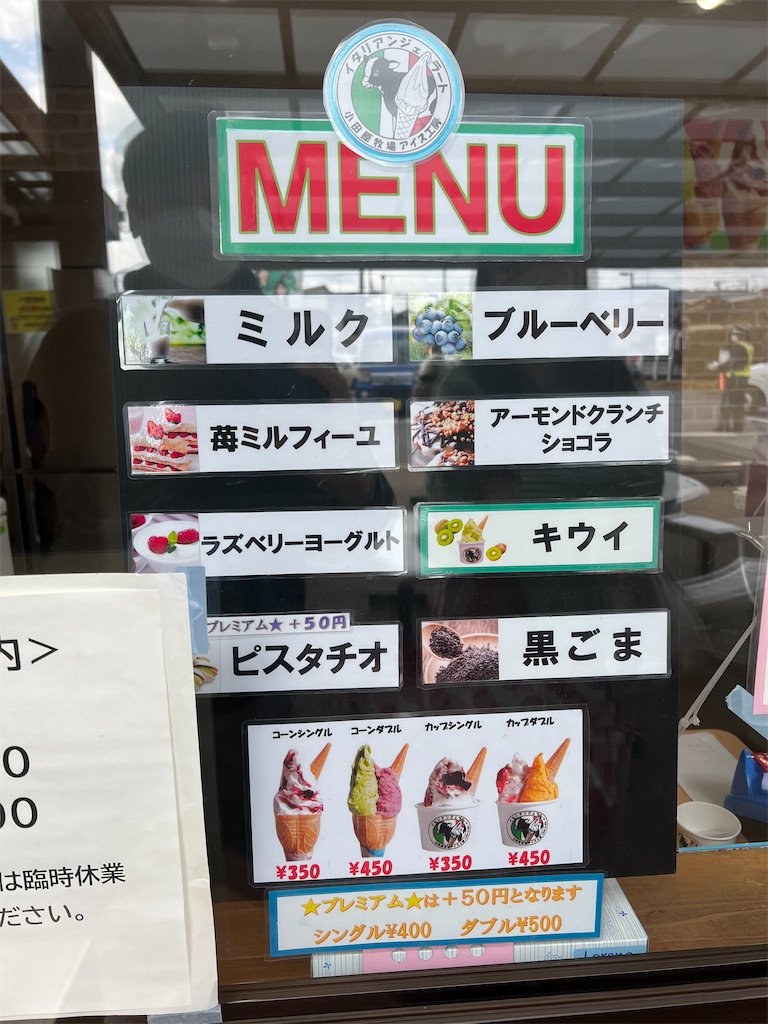 イタリアンジェラート
小田原牧場アイス工房
MENU
ミルク
ブルーベリー
苺ミルフィーユ
アーモンドクランチ
ショコラ
ラズベリーヨーグルト
キウイ
プレミアム★+50円
ピスタチオ
黒ごま
コーンシングル
コーンダブル
カップシングル
カップダブル
¥350
¥450
¥350
¥450
★プレミアム★は+50円となります
シングル¥400 ダブル¥500
内>
0
00
は臨時休業
ださい。